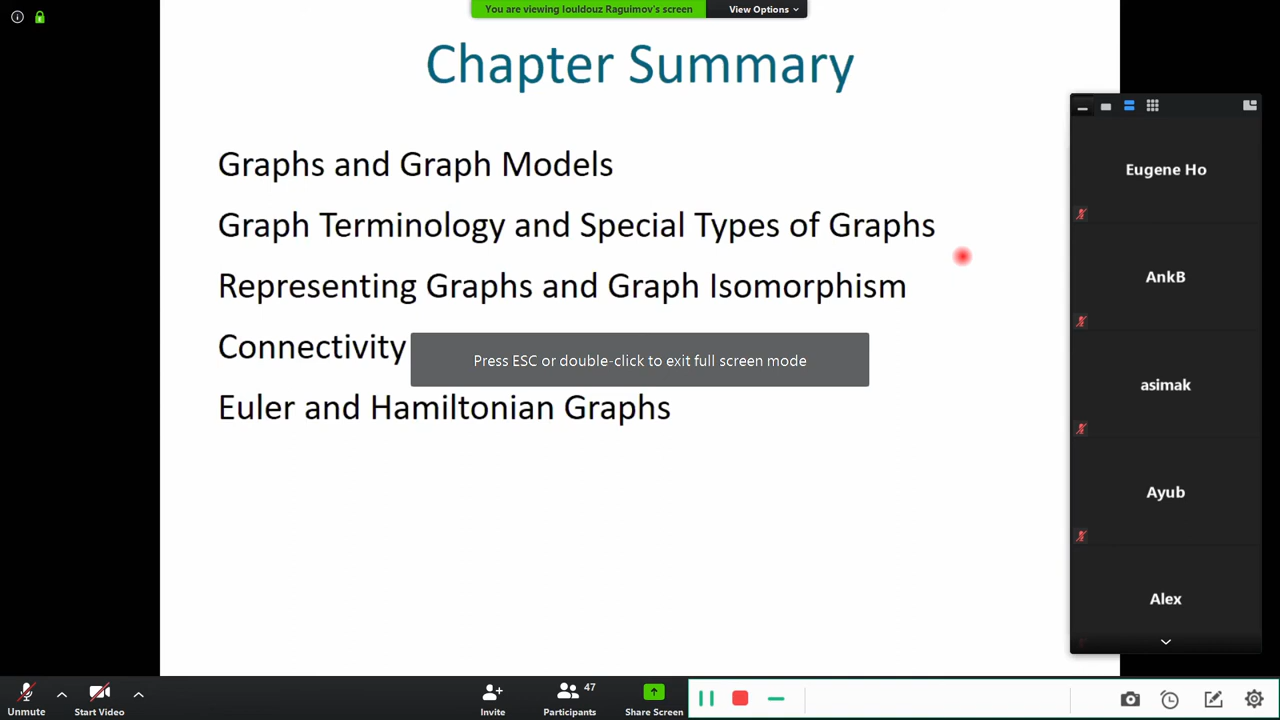 You are viewing Iouldouz Raguimov's screen
View Options
Chapter Summary
Graphs and Graph Models
Graph Terminology and Special Types of Graphs
Representing Graphs and Graph Isomorphism
Connectivity
Press ESC or double-click to exit full screen mode
Euler and Hamiltonian Graphs
Eugene Ho
AnkB
asimak
Ayub
Alex
Unmute
Start Video
Invite
47
Participants
Share Screen